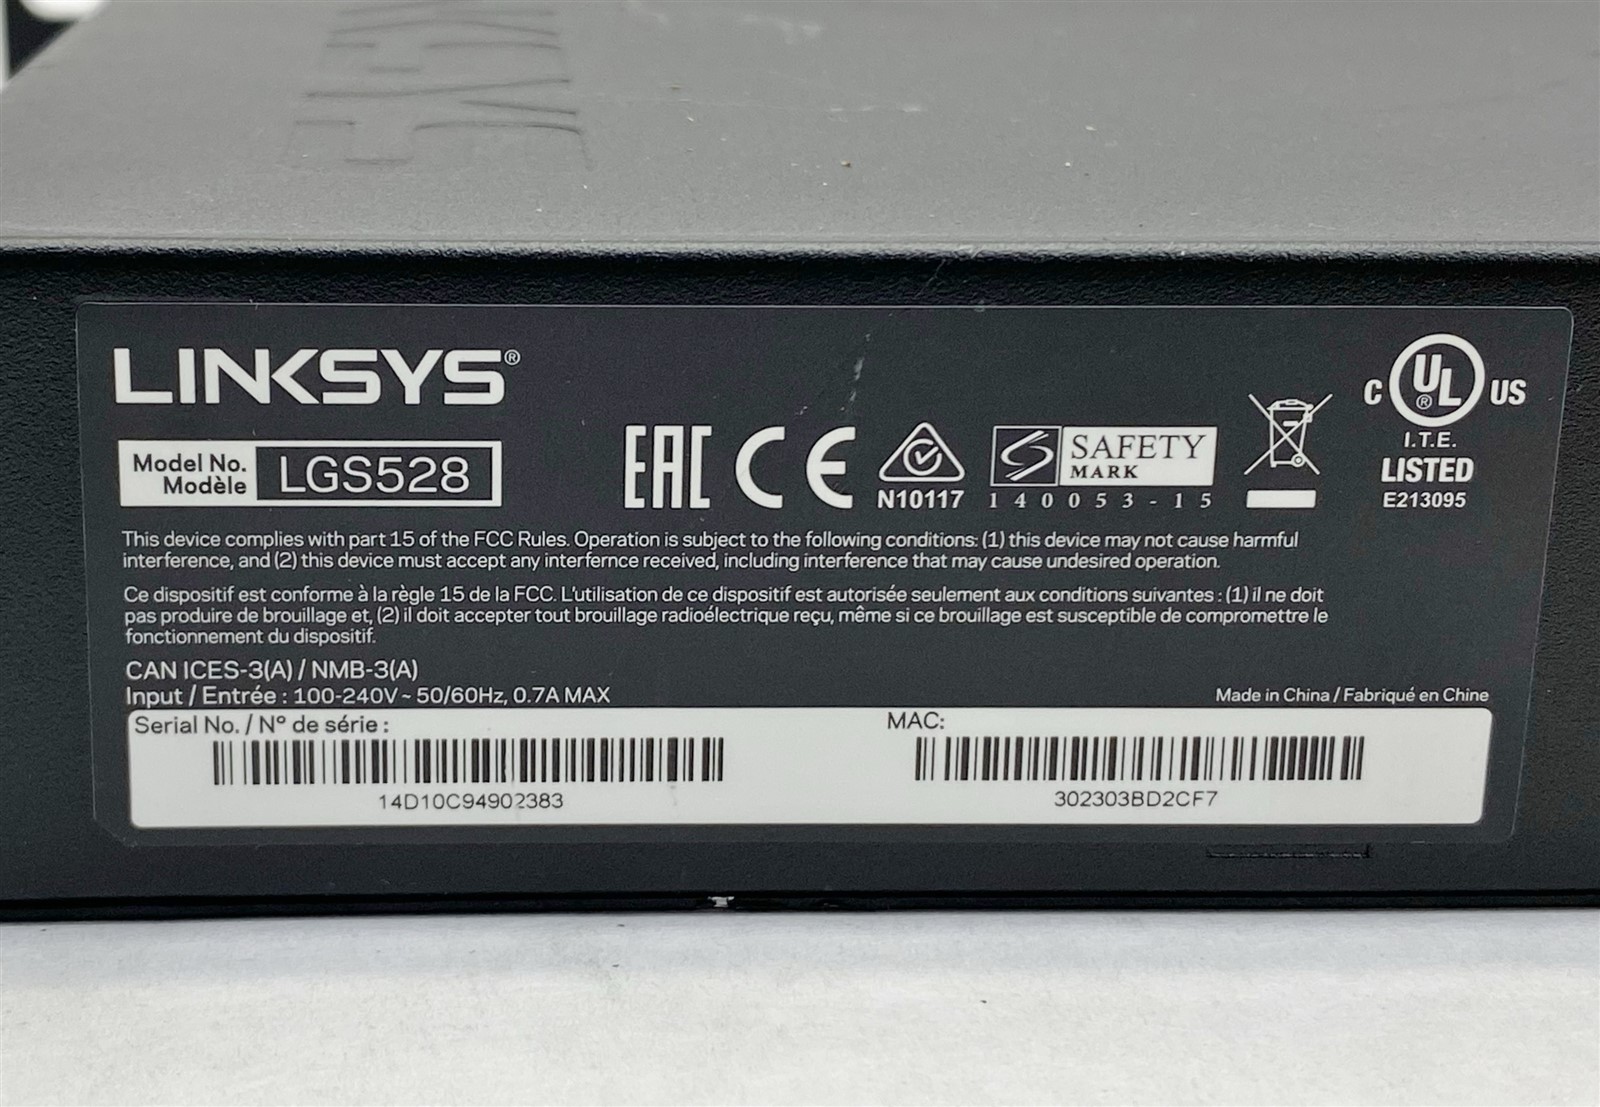 LINKSYS®
Model No.
Modèle
LGS528
EAC CE
N10117
SAFETY
MARK
140053-15
C UL® US
I.T.E.
LISTED
E213095
This device complies with part 15 of the FCC Rules. Operation is subject to the following conditions: (1) this device may not cause harmful
interference, and (2) this device must accept any interfernce received, including interference that may cause undesired operation.
Ce dispositif est conforme à la règle 15 de la FCC. L'utilisation de ce dispositif est autorisée seulement aux conditions suivantes : (1) il ne doit
pas produire de brouillage et, (2) il doit accepter tout brouillage radioélectrique reçu, même si ce brouillage est susceptible de compromettre le
fonctionnement du dispositif.
CAN ICES-3(A) / NMB-3(A)
Input / Entrée : 100-240V ~ 50/60Hz, 0.7A MAX
Made in China / Fabriqué en Chine
Serial No. / N° de série :
14D10C94902383
MAC:
302303BD2CF7